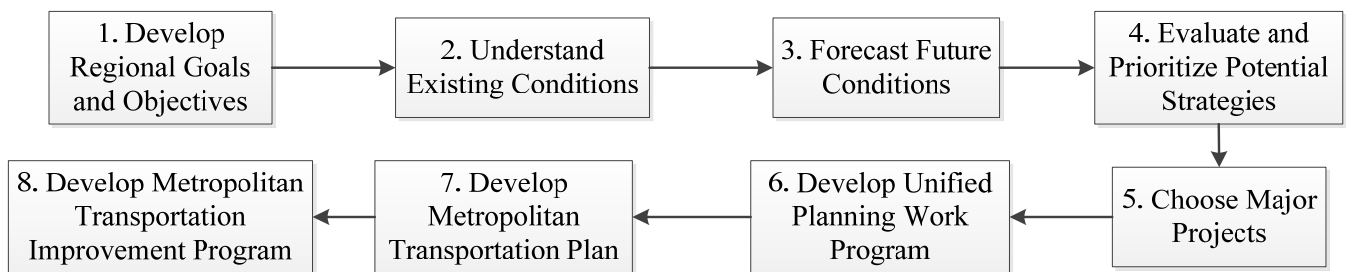 1. Develop
Regional Goals
and Objectives
2. Understand
Existing Conditions
3. Forecast Future
Conditions
4. Evaluate and
Prioritize Potential
Strategies
5. Choose Major
Projects
6. Develop Unified
Planning Work
Program
7. Develop
Metropolitan
Transportation Plan
8. Develop Metropolitan
Transportation
Improvement Program